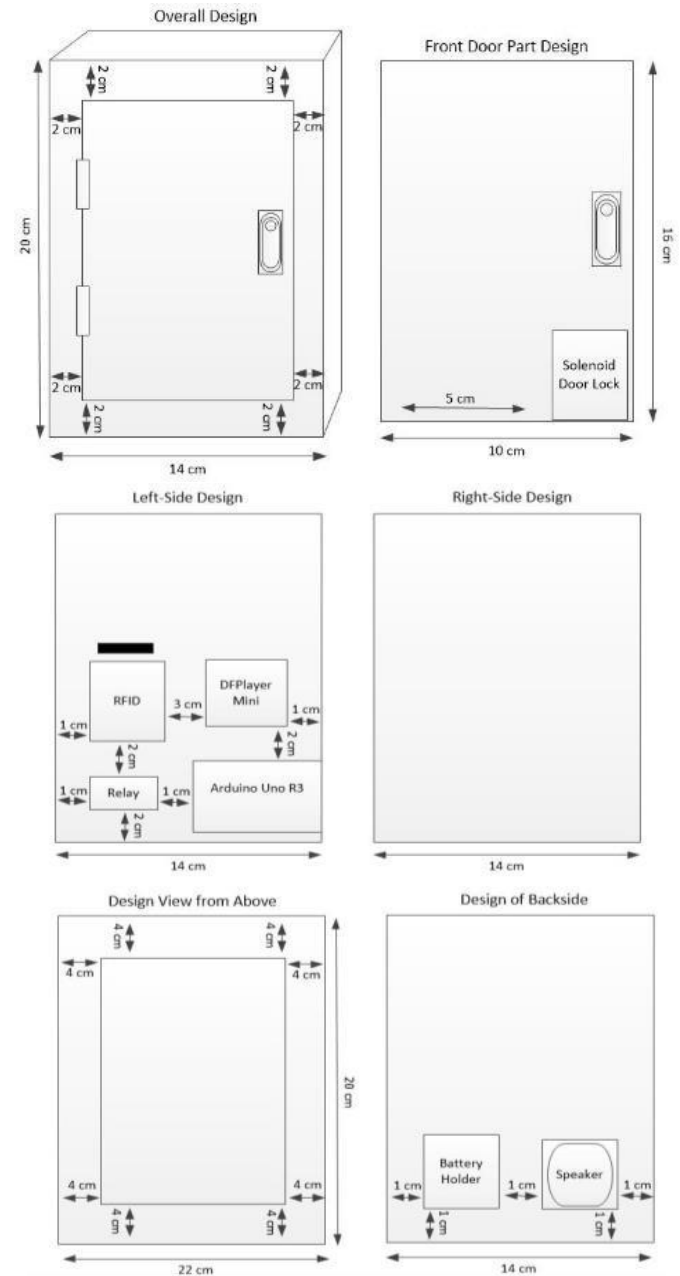 Overall Design
2 cm
2 cm
2 cm
2 cm
20 cm
2 cm
2 cm
2 cm
2 cm
14 cm
Front Door Part Design
16 cm
Solenoid
Door Lock
5 cm
10 cm
Left-Side Design
RFID
3 cm
DFPlayer
Mini
1 cm
1 cm
2 cm
2 cm
1 cm
Relay
1 cm
Arduino Uno R3
2 cm
14 cm
Right-Side Design
14 cm
Design View from Above
4 cm
4 cm
4 cm
4 cm
20 cm
4 cm
4 cm
4 cm
4 cm
22 cm
Design of Backside
Battery
Holder
Speaker
1 cm
1 cm
1 cm
1 cm
1 cm
14 cm